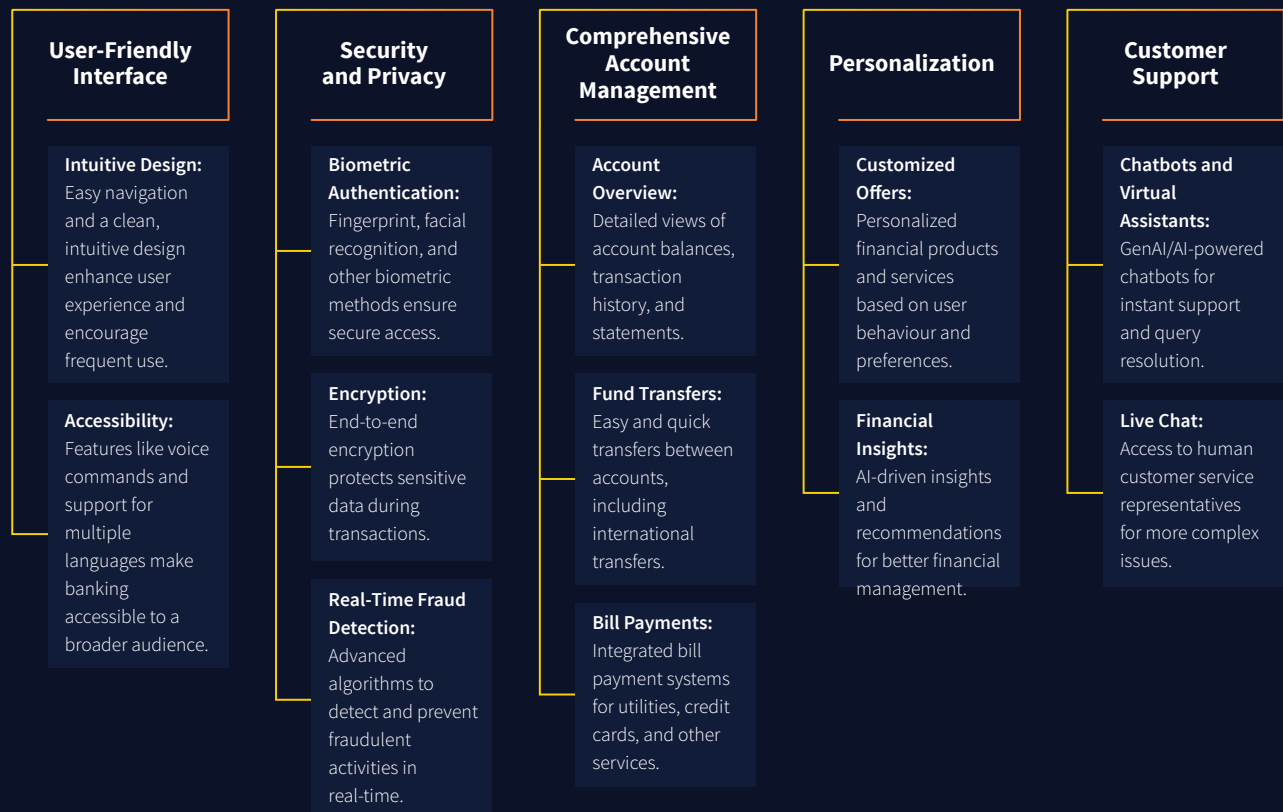 User-Friendly
Interface
Intuitive Design:
Easy navigation
and a clean,
intuitive design
enhance user
experience and
encourage
frequent use.
Accessibility:
Features like voice
commands and
support for
multiple
languages make
banking
accessible to a
broader audience.
Security
and Privacy
Biometric
Authentication:
Fingerprint, facial
recognition, and
other biometric
methods ensure
secure access.
Encryption:
End-to-end
encryption
protects sensitive
data during
transactions.
Real-Time Fraud
Detection:
Advanced
algorithms to
detect and prevent
fraudulent
activities in
real-time.
Comprehensive
Account
Management
Account
Overview:
Detailed views of
account balances,
transaction
history, and
statements.
Fund Transfers:
Easy and quick
transfers between
accounts,
including
international
transfers.
Bill Payments:
Integrated bill
payment systems
for utilities, credit
cards, and other
services.
Personalization
Customized
Offers:
Personalized
financial products
and services
based on user
behaviour and
preferences.
Financial
Insights:
AI-driven insights
and
recommendations
for better financial
management.
Customer
Support
Chatbots and
Virtual
Assistants:
GenAI/AI-powered
chatbots for
instant support
and query
resolution.
Live Chat:
Access to human
customer service
representatives
for more complex
issues.